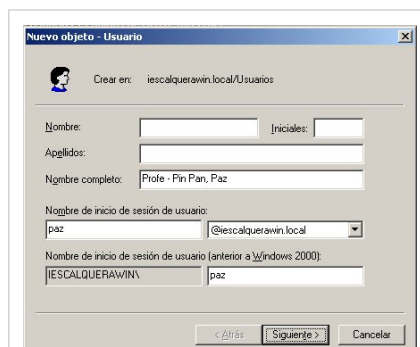 Nuevo objeto - Usuario
Crear en: iescalquerawin.local/Usuarios
Nombre: Iniciales:
Apellidos:
Nombre completo: Profe - Pin Pan, Paz
Nombre de inicio de sesión de usuario:
paz @iescalquerawin.local
Nombre de inicio de sesión de usuario (anterior a Windows 2000):
IESCALQUERAWIN\ paz
< Atrás Siguiente > Cancelar